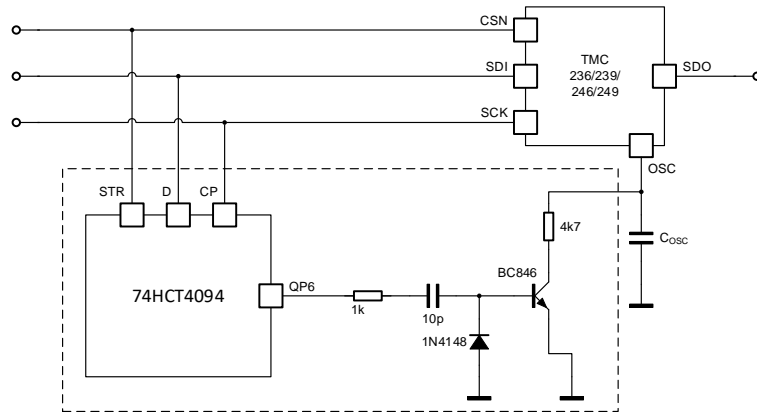 CSN
TMC
236/239/
246/249
SDI
SDO
SCK
OSC
STR
D
CP
4k7
COSC
BC846
74HCT4094
QP6
1k
10p
1N4148